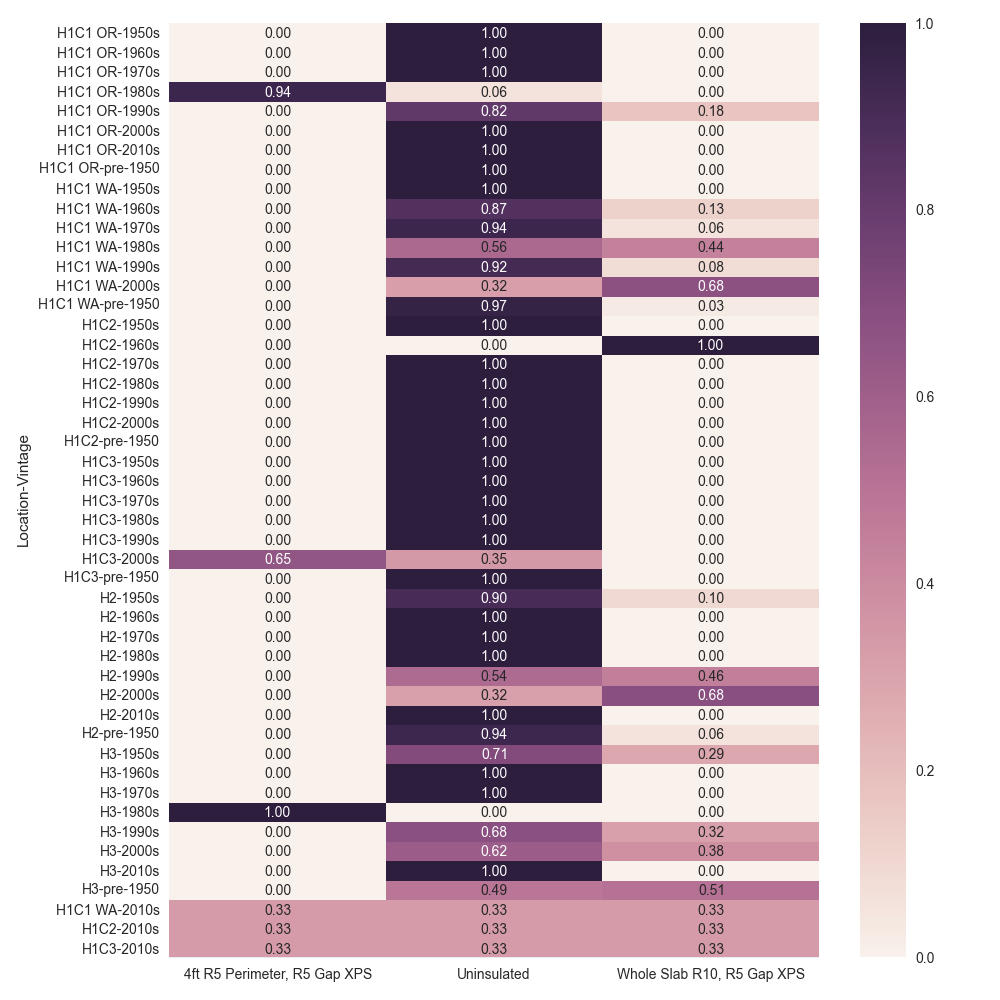 H1C1 OR-1950s 0.00 1.00 0.00
H1C1 OR-1960s 0.00 1.00 0.00
H1C1 OR-1970s 0.00 1.00 0.00
H1C1 OR-1980s 0.94 0.06 0.00
H1C1 OR-1990s 0.00 0.82 0.18
H1C1 OR-2000s 0.00 1.00 0.00
H1C1 OR-2010s 0.00 1.00 0.00
H1C1 OR-pre-1950 0.00 1.00 0.00
H1C1 WA-1950s 0.00 1.00 0.00
H1C1 WA-1960s 0.00 0.87 0.13
H1C1 WA-1970s 0.00 0.94 0.06
H1C1 WA-1980s 0.00 0.56 0.44
H1C1 WA-1990s 0.00 0.92 0.08
H1C1 WA-2000s 0.00 0.32 0.68
H1C1 WA-pre-1950 0.00 0.97 0.03
H1C2-1950s 0.00 1.00 0.00
H1C2-1960s 0.00 0.00 1.00
H1C2-1970s 0.00 1.00 0.00
H1C2-1980s 0.00 1.00 0.00
H1C2-1990s 0.00 1.00 0.00
H1C2-2000s 0.00 1.00 0.00
H1C2-pre-1950 0.00 1.00 0.00
H1C3-1950s 0.00 1.00 0.00
H1C3-1960s 0.00 1.00 0.00
H1C3-1970s 0.00 1.00 0.00
H1C3-1980s 0.00 1.00 0.00
H1C3-1990s 0.00 1.00 0.00
H1C3-2000s 0.65 0.35 0.00
H1C3-pre-1950 0.00 1.00 0.00
H2-1950s 0.00 0.90 0.10
H2-1960s 0.00 1.00 0.00
H2-1970s 0.00 1.00 0.00
H2-1980s 0.00 1.00 0.00
H2-1990s 0.00 0.54 0.46
H2-2000s 0.00 0.32 0.68
H2-2010s 0.00 1.00 0.00
H2-pre-1950 0.00 0.94 0.06
H3-1950s 0.00 0.71 0.29
H3-1960s 0.00 1.00 0.00
H3-1970s 0.00 1.00 0.00
H3-1980s 1.00 0.00 0.00
H3-1990s 0.00 0.68 0.32
H3-2000s 0.00 0.62 0.38
H3-2010s 0.00 1.00 0.00
H3-pre-1950 0.00 0.49 0.51
H1C1 WA-2010s 0.33 0.33 0.33
H1C2-2010s 0.33 0.33 0.33
H1C3-2010s 0.33 0.33 0.33
4ft R5 Perimeter, R5 Gap XPS Uninsulated Whole Slab R10, R5 Gap XPS
Location-Vintage
1.0
0.8
0.6
0.4
0.2
0.0